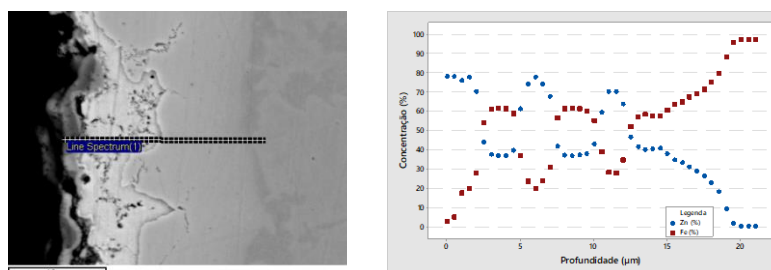 Line Spectrum(1)
Concentração (%)
100
90
80
70
60
50
40
30
20
10
0
0
5
10
15
20
Profundidade (µm)
Legenda
Zn (%)
Fe (%)